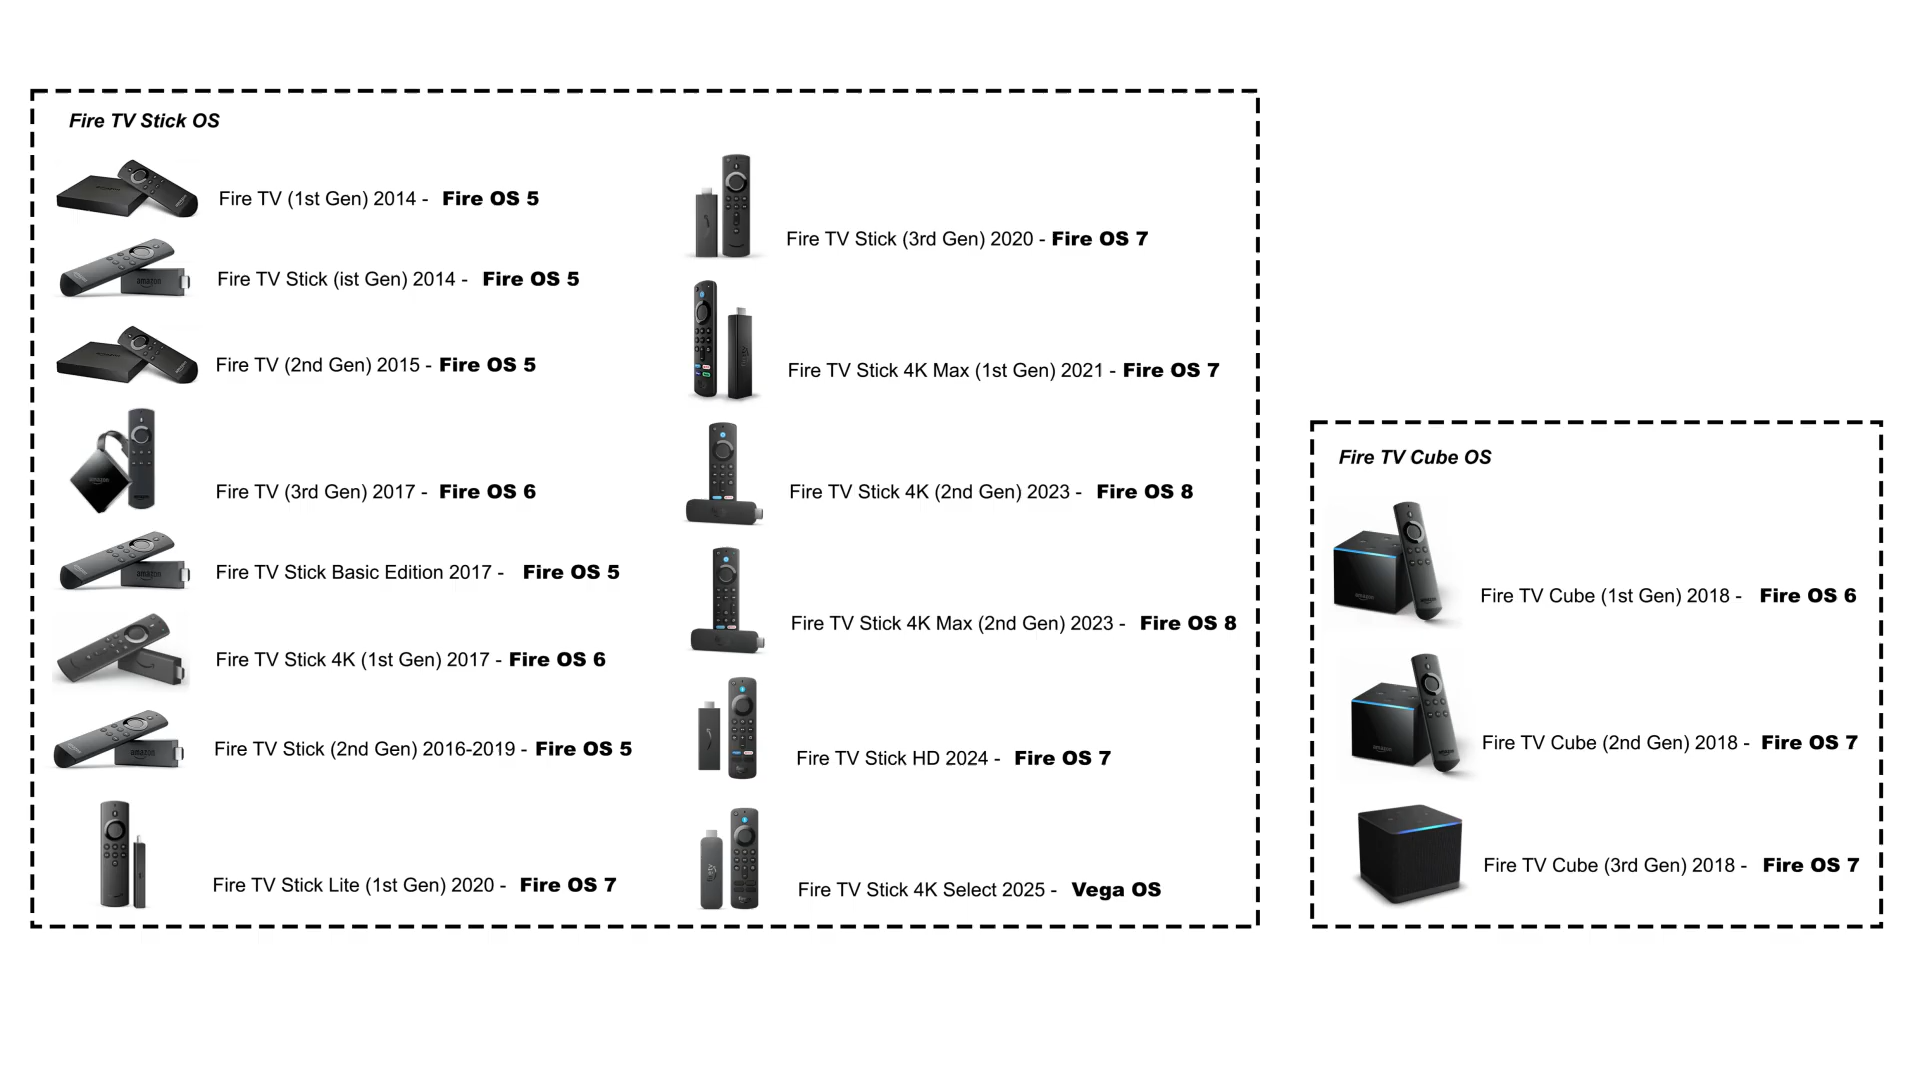 Fire TV Stick OS
Fire TV (1st Gen) 2014 - Fire OS 5
Fire TV Stick (ist Gen) 2014 - Fire OS 5
Fire TV (2nd Gen) 2015 - Fire OS 5
Fire TV (3rd Gen) 2017 - Fire OS 6
Fire TV Stick Basic Edition 2017 - Fire OS 5
Fire TV Stick 4K (1st Gen) 2017 - Fire OS 6
Fire TV Stick (2nd Gen) 2016-2019 - Fire OS 5
Fire TV Stick Lite (1st Gen) 2020 - Fire OS 7
Fire TV Stick (3rd Gen) 2020 - Fire OS 7
Fire TV Stick 4K Max (1st Gen) 2021 - Fire OS 7
Fire TV Stick 4K (2nd Gen) 2023 - Fire OS 8
Fire TV Stick 4K Max (2nd Gen) 2023 - Fire OS 8
Fire TV Stick HD 2024 - Fire OS 7
Fire TV Stick 4K Select 2025 - Vega OS
Fire TV Cube OS
Fire TV Cube (1st Gen) 2018 - Fire OS 6
Fire TV Cube (2nd Gen) 2018 - Fire OS 7
Fire TV Cube (3rd Gen) 2018 - Fire OS 7
amazon
amazon
amazon
amazon
amazon
amazon